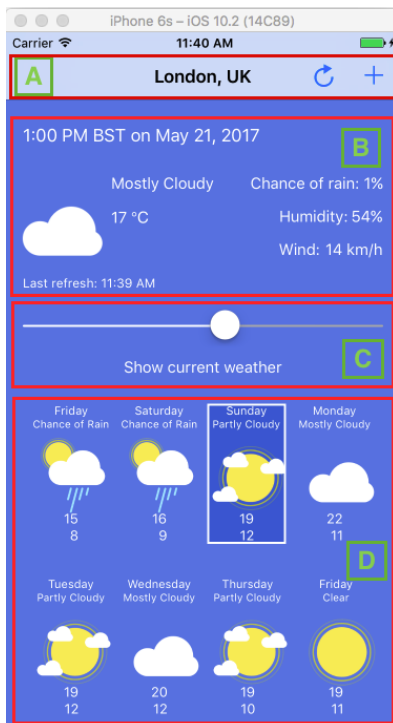 iPhone 6s – iOS 10.2 (14C89)
Carrier 11:40 AM
A London, UK
1:00 PM BST on May 21, 2017
B
Mostly Cloudy Chance of rain: 1%
17 °C Humidity: 54%
Wind: 14 km/h
Last refresh: 11:39 AM
Show current weather
C
Friday Saturday Sunday Monday
Chance of Rain Chance of Rain Partly Cloudy Mostly Cloudy
15 16 19 22
8 9 12 11
D
Tuesday Wednesday Thursday Friday
Partly Cloudy Mostly Cloudy Partly Cloudy Clear
19 20 19 19
12 12 10 11